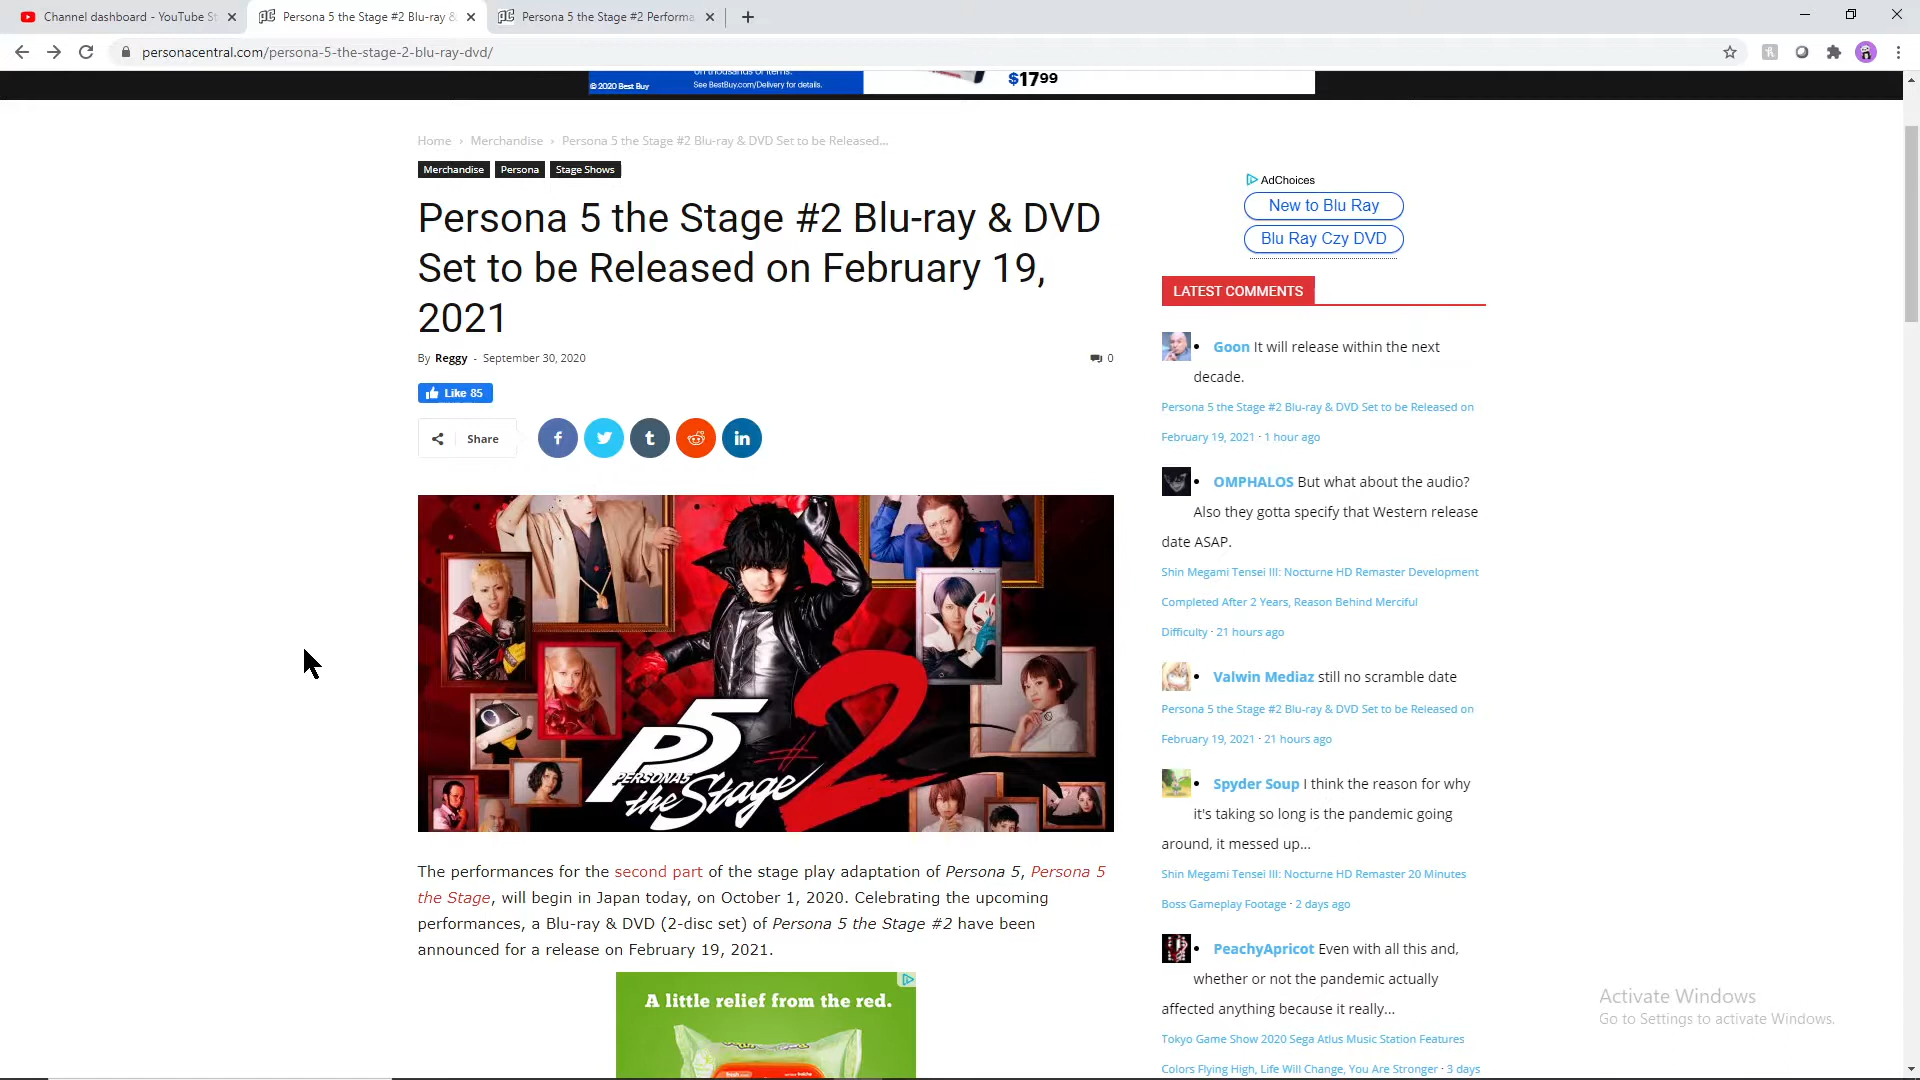 Channel dashboard - YouTube St
Persona 5 the Stage #2 Blu-ray &
Persona 5 the Stage #2 Performa
personacentral.com/persona-5-the-stage-2-blu-ray-dvd/
on thousands of items.
© 2020 Best Buy
See BestBuy.com/Delivery for details.
$17⁹⁹
Home › Merchandise › Persona 5 the Stage #2 Blu-ray & DVD Set to be Released...
Merchandise
Persona
Stage Shows
Persona 5 the Stage #2 Blu-ray & DVD
Set to be Released on February 19,
2021
By Reggy - September 30, 2020
0
Like 85
Share
PERSONA5
the Stage
#2
The performances for the second part of the stage play adaptation of Persona 5, Persona 5
the Stage, will begin in Japan today, on October 1, 2020. Celebrating the upcoming
performances, a Blu-ray & DVD (2-disc set) of Persona 5 the Stage #2 have been
announced for a release on February 19, 2021.
A little relief from the red.
AdChoices
New to Blu Ray
Blu Ray Czy DVD
LATEST COMMENTS
Goon It will release within the next
decade.
Persona 5 the Stage #2 Blu-ray & DVD Set to be Released on
February 19, 2021 · 1 hour ago
OMPHALOS But what about the audio?
Also they gotta specify that Western release
date ASAP.
Shin Megami Tensei III: Nocturne HD Remaster Development
Completed After 2 Years, Reason Behind Merciful
Difficulty · 21 hours ago
Valwin Mediaz still no scramble date
Persona 5 the Stage #2 Blu-ray & DVD Set to be Released on
February 19, 2021 · 21 hours ago
Spyder Soup I think the reason for why
it's taking so long is the pandemic going
around, it messed up...
Shin Megami Tensei III: Nocturne HD Remaster 20 Minutes
Boss Gameplay Footage · 2 days ago
PeachyApricot Even with all this and,
whether or not the pandemic actually
affected anything because it really...
Tokyo Game Show 2020 Sega Atlus Music Station Features
Colors Flying High, Life Will Change, You Are Stronger · 3 days
Activate Windows
Go to Settings to activate Windows.